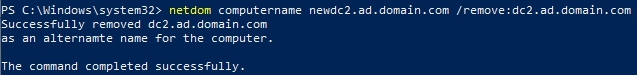 PS C:\Windows\system32> netdom computername newdc2.ad.domain.com /remove:dc2.ad.domain.com
Successfully removed dc2.ad.domain.com
as an alternamte name for the computer.
The command completed successfully.